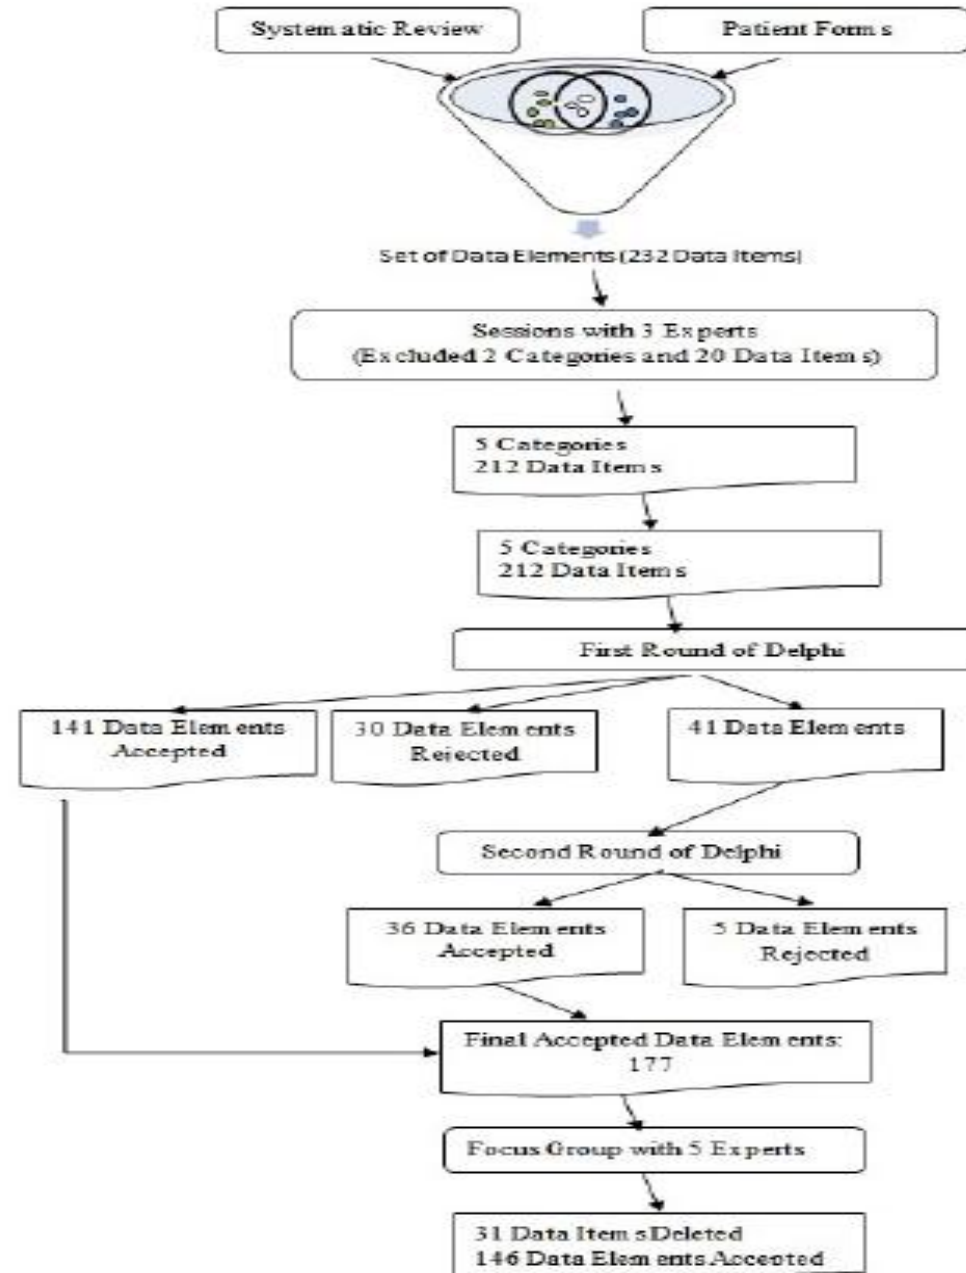 Systematic Review
Patient Forms
Set of Data Elements (232 Data Items)
Sessions with 3 Experts
(Excluded 2 Categories and 20 Data Items)
5 Categories
212 Data Items
5 Categories
212 Data Items
First Round of Delphi
141 Data Elements
Accepted
30 Data Elements
Rejected
41 Data Elements
Second Round of Delphi
36 Data Elements
Accepted
5 Data Elements
Rejected
Final Accepted Data Elements:
177
Focus Group with 5 Experts
31 Data Items Deleted
146 Data Elements Accepted